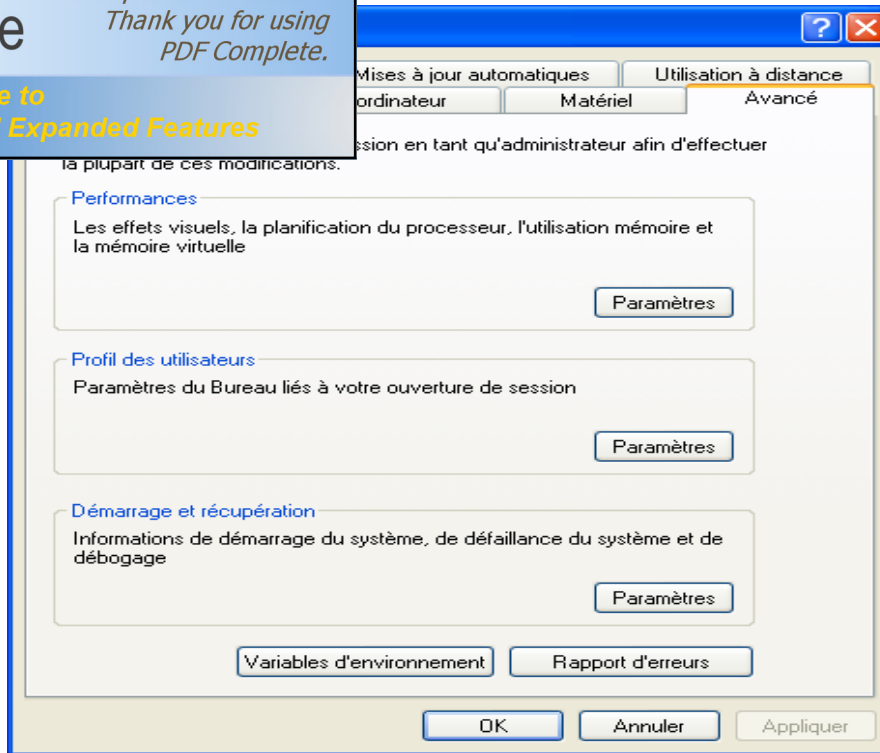 e
Thank you for using
PDF Complete.
e to
Expanded Features
Mises à jour automatiques
Utilisation à distance
ordinateur
Matériel
Avancé
ssion en tant qu'administrateur afin d'effectuer
la plupart de ces modifications.
Performances
Les effets visuels, la planification du processeur, l'utilisation mémoire et
la mémoire virtuelle
Paramètres
Profil des utilisateurs
Paramètres du Bureau liés à votre ouverture de session
Paramètres
Démarrage et récupération
Informations de démarrage du système, de défaillance du système et de
débogage
Paramètres
Variables d'environnement
Rapport d'erreurs
OK
Annuler
Appliquer